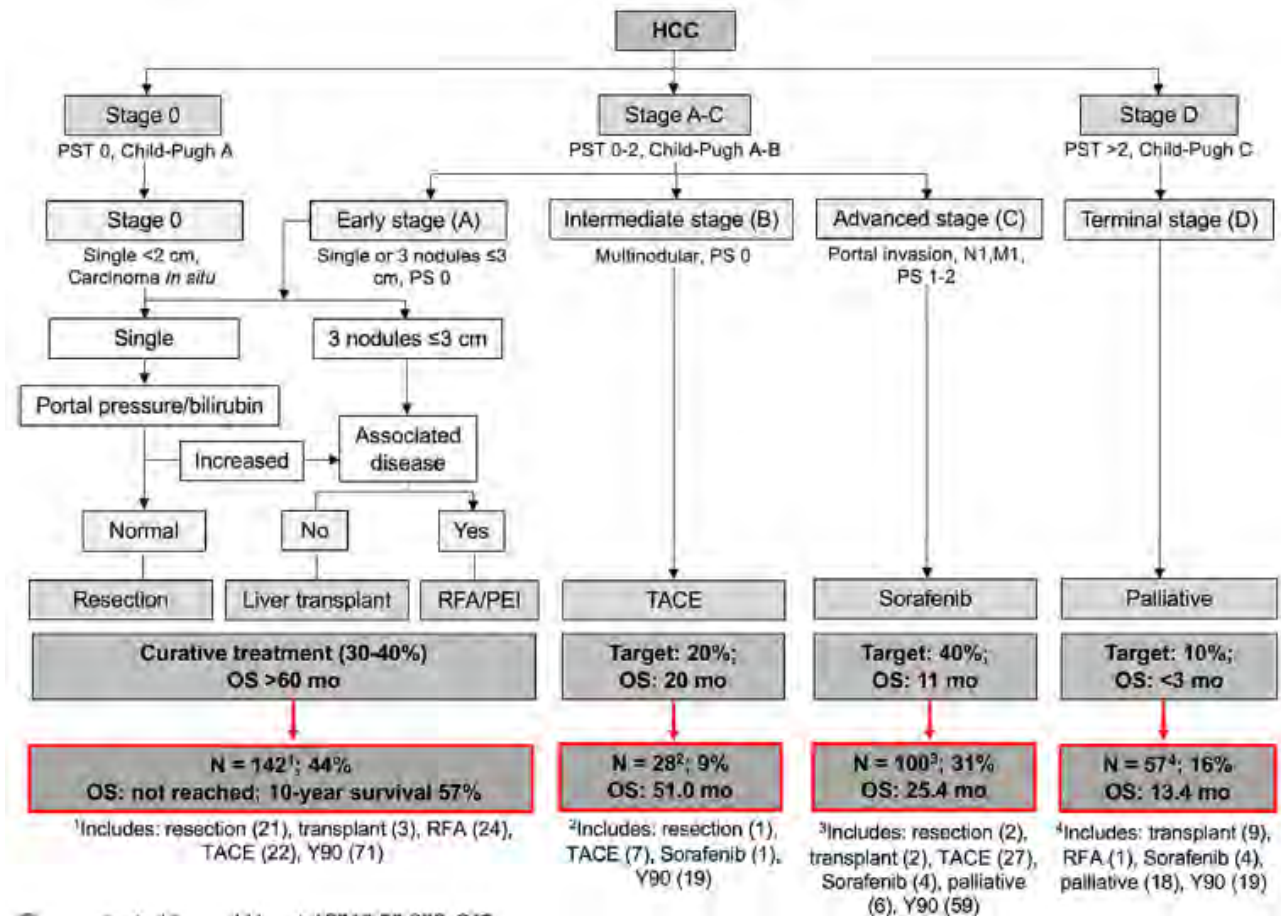 HCC
Stage 0
PST 0, Child-Pugh A
Stage A-C
PST 0-2, Child-Pugh A-B
Stage D
PST >2, Child-Pugh C
Stage 0
Single <2 cm,
Carcinoma in situ
Early stage (A)
Single or 3 nodules ≤3
cm, PS 0
Intermediate stage (B)
Multinodular, PS 0
Advanced stage (C)
Portal invasion, N1,M1,
PS 1-2
Terminal stage (D)
Single
3 nodules ≤3 cm
Portal pressure/bilirubin
Increased
Associated
disease
Normal
No
Yes
Resection
Liver transplant
RFA/PEI
TACE
Sorafenib
Palliative
Curative treatment (30-40%)
OS >60 mo
Target: 20%;
OS: 20 mo
Target: 40%;
OS: 11 mo
Target: 10%;
OS: <3 mo
N = 142¹; 44%
OS: not reached; 10-year survival 57%
N = 28²; 9%
OS: 51.0 mo
N = 100³; 31%
OS: 25.4 mo
N = 57⁴; 16%
OS: 13.4 mo
¹Includes: resection (21), transplant (3), RFA (24),
TACE (22), Y90 (71)
²Includes: resection (1),
TACE (7), Sorafenib (1),
Y90 (19)
³Includes: resection (2),
transplant (2), TACE (27),
Sorafenib (4), palliative
(6), Y90 (59)
⁴Includes: transplant (9),
RFA (1), Sorafenib (4),
palliative (18), Y90 (19)